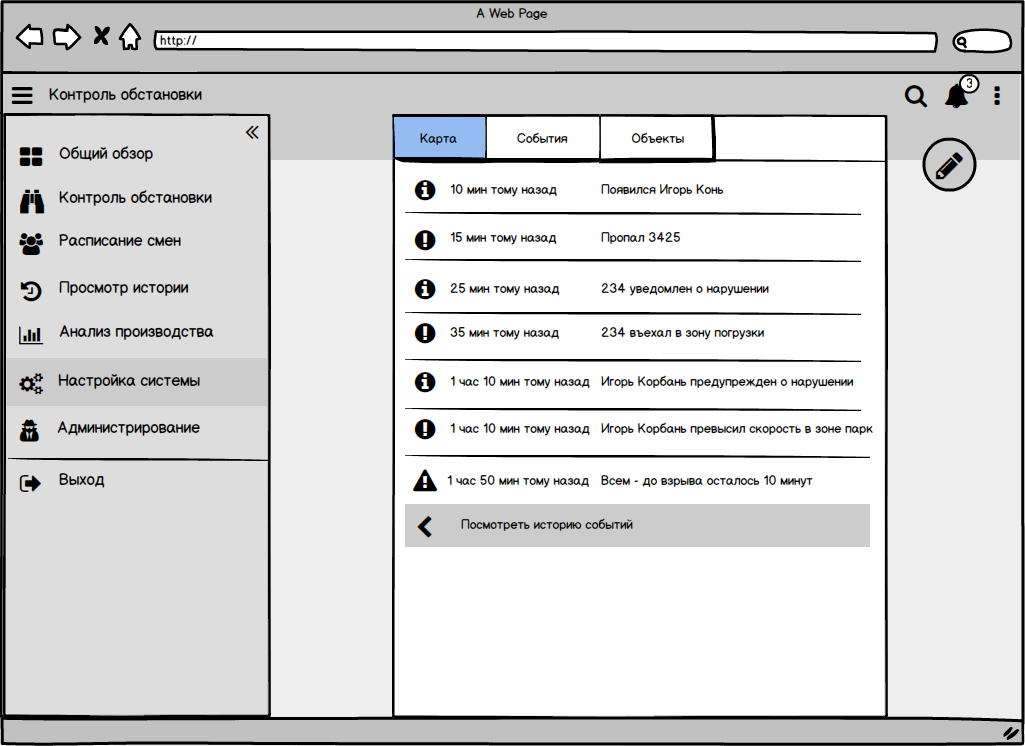 A Web Page
http://
Контроль обстановки
3
Общий обзор
Контроль обстановки
Расписание смен
Просмотр истории
Анализ производства
Настройка системы
Администрирование
Выход
Карта События Объекты
10 мин тому назад Появился Игорь Конь
15 мин тому назад Пропал 3425
25 мин тому назад 234 уведомлен о нарушении
35 мин тому назад 234 въехал в зону погрузки
1 час 10 мин тому назад Игорь Корбань предупрежден о нарушении
1 час 10 мин тому назад Игорь Корбань превысил скорость в зоне парк
1 час 50 мин тому назад Всем - до взрыва осталось 10 минут
Посмотреть историю событий